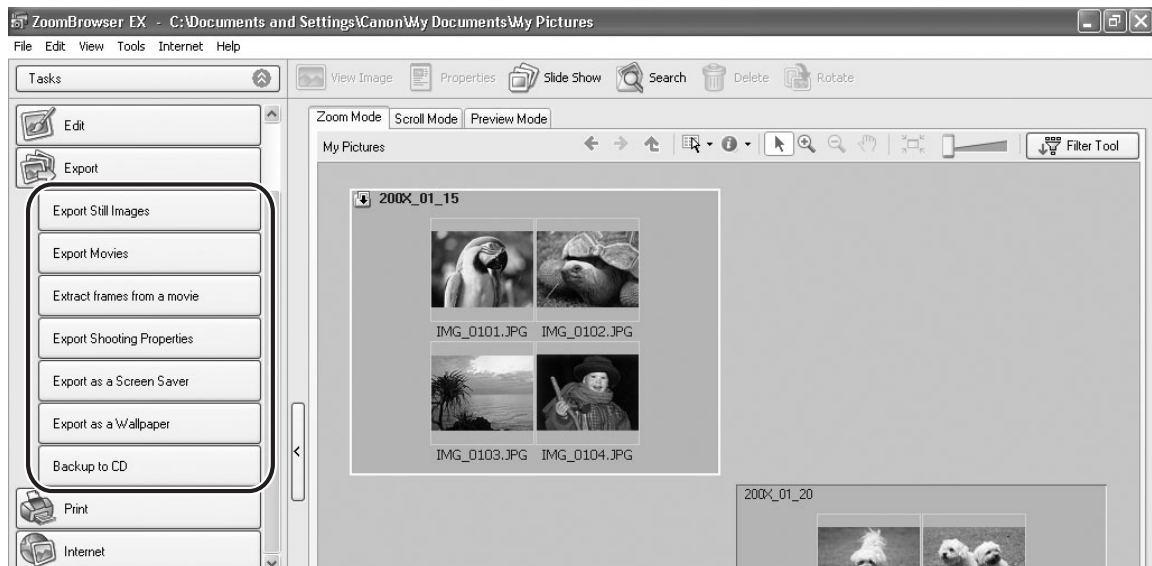 ZoomBrowser EX - C:\Documents and Settings\Canon\My Documents\My Pictures
File Edit View Tools Internet Help
Tasks
View Image Properties Slide Show Search Delete Rotate
Edit
Export
Export Still Images
Export Movies
Extract frames from a movie
Export Shooting Properties
Export as a Screen Saver
Export as a Wallpaper
Backup to CD
Print
Internet
Zoom Mode Scroll Mode Preview Mode
My Pictures
Filter Tool
200X_01_15
IMG_0101.JPG IMG_0102.JPG
IMG_0103.JPG IMG_0104.JPG
200X_01_20